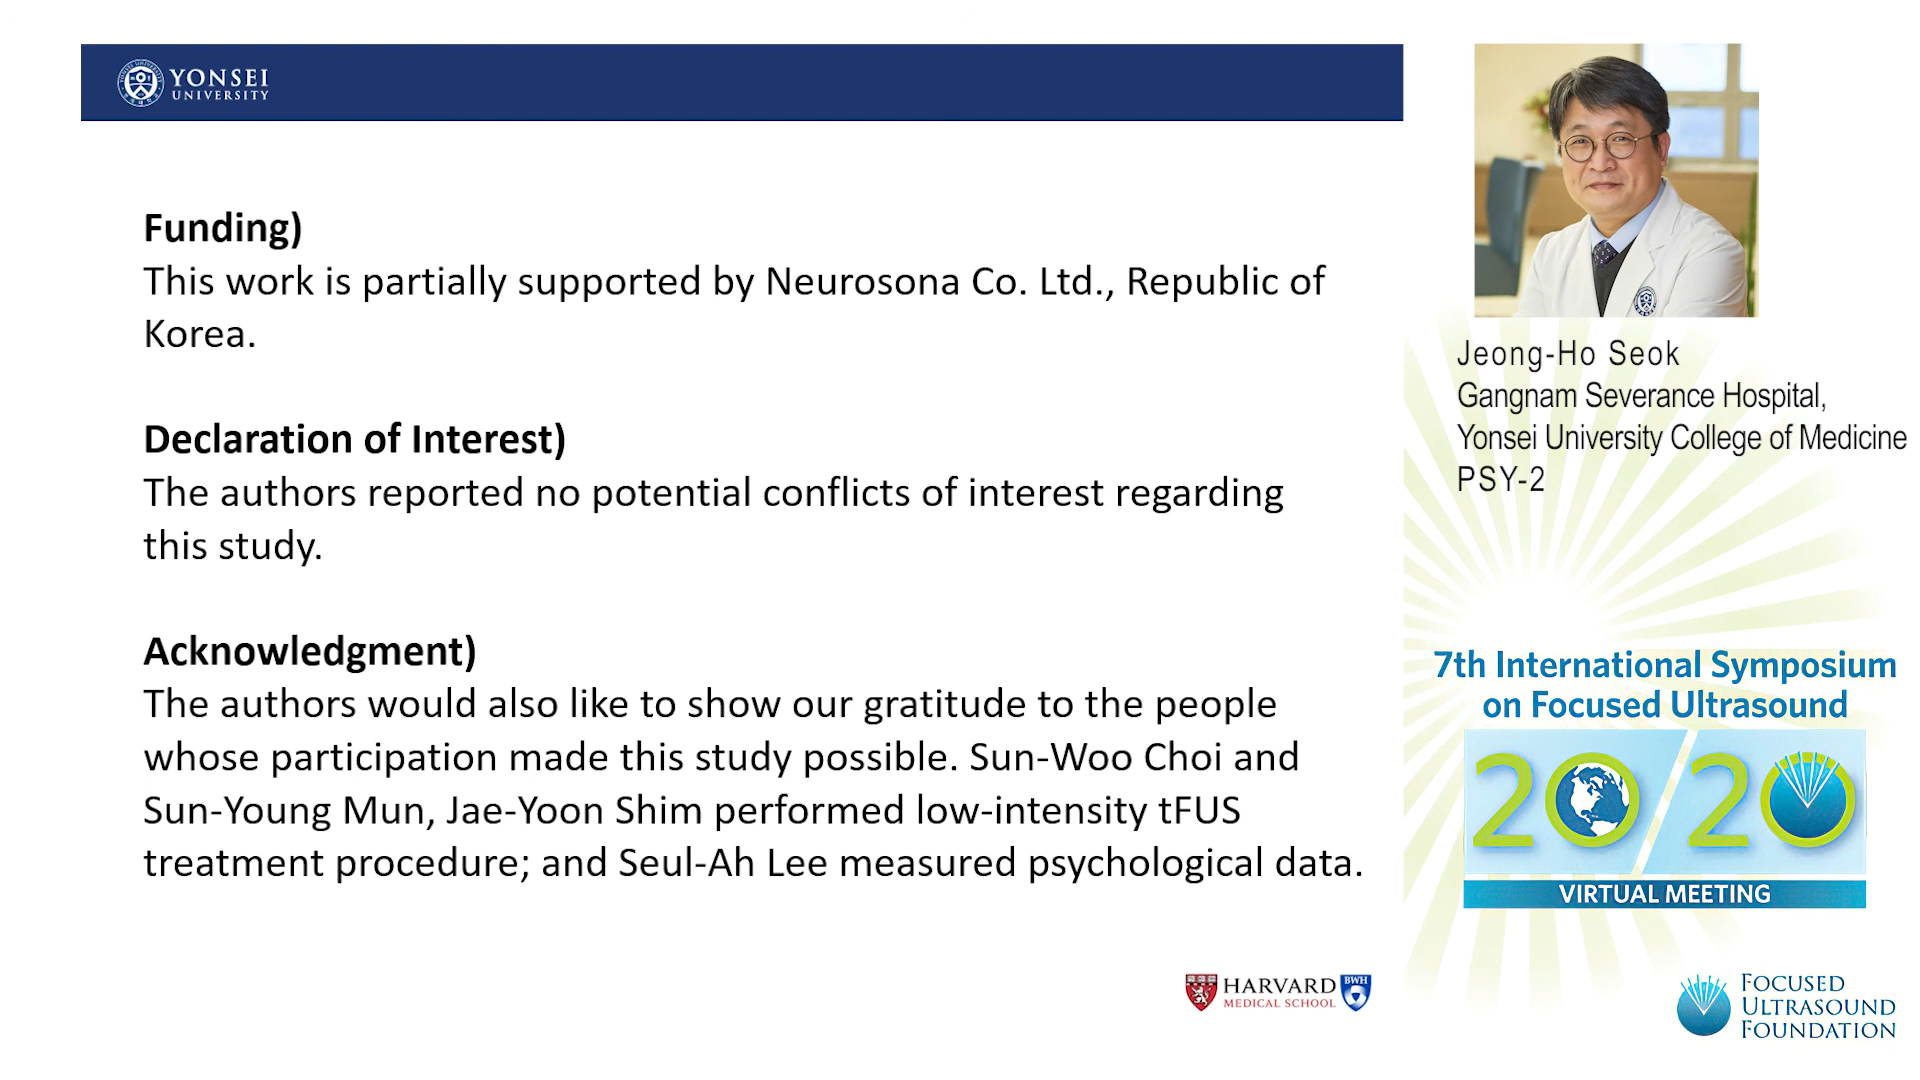 YONSEI
UNIVERSITY
Funding)
This work is partially supported by Neurosona Co. Ltd., Republic of
Korea.
Declaration of Interest)
The authors reported no potential conflicts of interest regarding
this study.
Acknowledgment)
The authors would also like to show our gratitude to the people
whose participation made this study possible. Sun-Woo Choi and
Sun-Young Mun, Jae-Yoon Shim performed low-intensity tFUS
treatment procedure; and Seul-Ah Lee measured psychological data.
HARVARD
MEDICAL SCHOOL
BWH
Jeong-Ho Seok
Gangnam Severance Hospital,
Yonsei University College of Medicine
PSY-2
7th International Symposium
on Focused Ultrasound
20/20
VIRTUAL MEETING
FOCUSED
ULTRASOUND
FOUNDATION